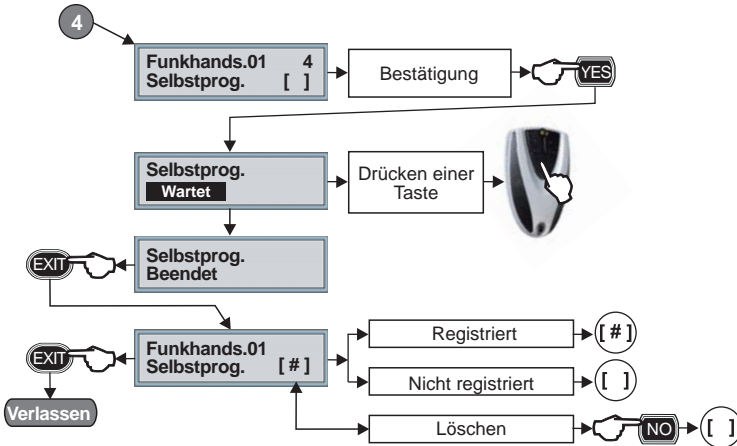 4
Funkhands.01 4
Selbstprog. [ ]
Bestätigung
YES
Selbstprog.
Wartet
Drücken einer
Taste
EXIT
Selbstprog.
Beendet
EXIT
Funkhands.01
Selbstprog. [#]
Registriert
[#]
Nicht registriert
[ ]
Verlassen
Löschen
NO
[ ]